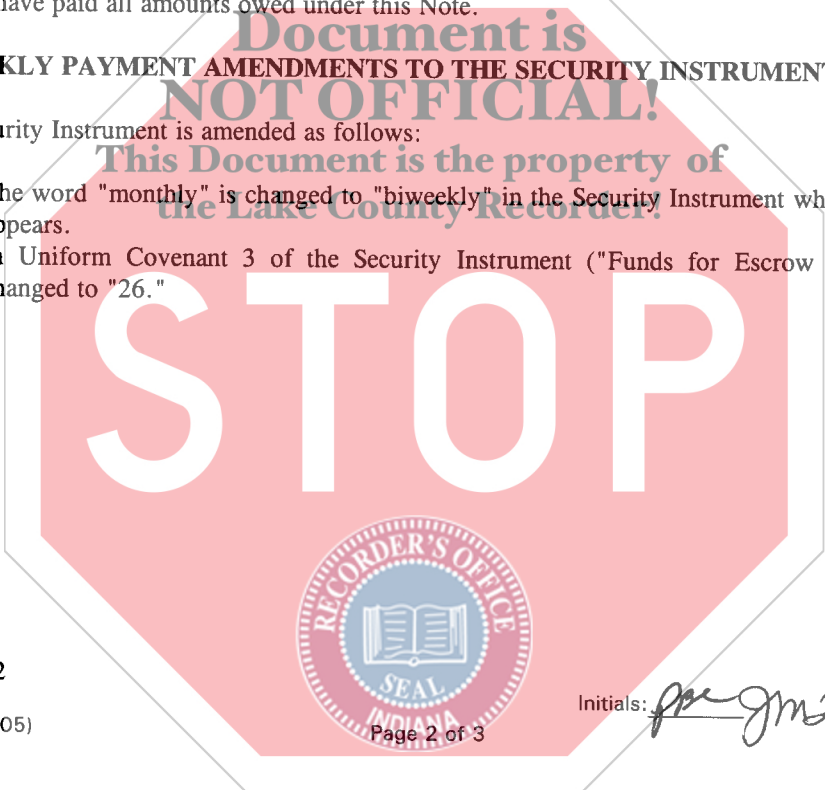 have paid all amounts owed under this Note.
Document is
KLY PAYMENT AMENDMENTS TO THE SECURITY INSTRUMENT
NOT OFFICIAL!
urity Instrument is amended as follows:
This Document is the property of
he word "monthly" is changed to "biweekly" in the Security Instrument wh
the Lake County Recorder!
ppears.
Uniform Covenant 3 of the Security Instrument ("Funds for Escrow
hanged to "26."
STOP
RECORDER'S OFFICE
SEAL
INDIANA
2
Initials:
05)
Page 2 of 3